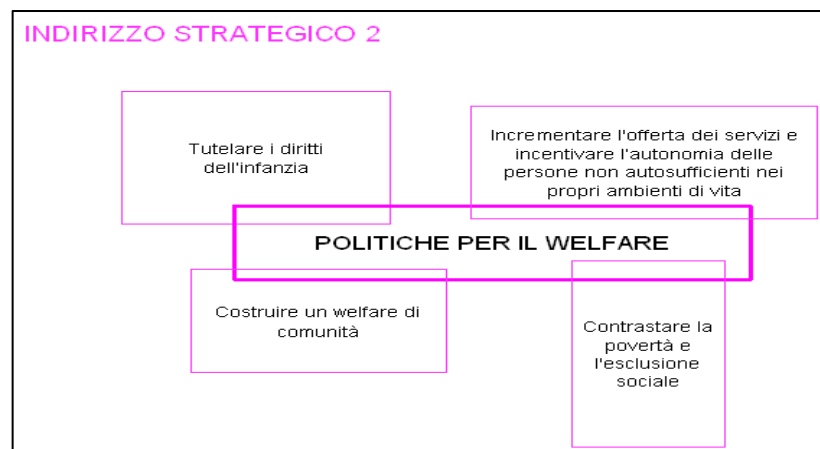 INDIRIZZO STRATEGICO 2
Tutelare i diritti
dell'infanzia
Incrementare l'offerta dei servizi e
incentivare l'autonomia delle
persone non autosufficienti nei
propri ambienti di vita
POLITICHE PER IL WELFARE
Costruire un welfare di
comunità
Contrastare la
povertà e
l'esclusione
sociale